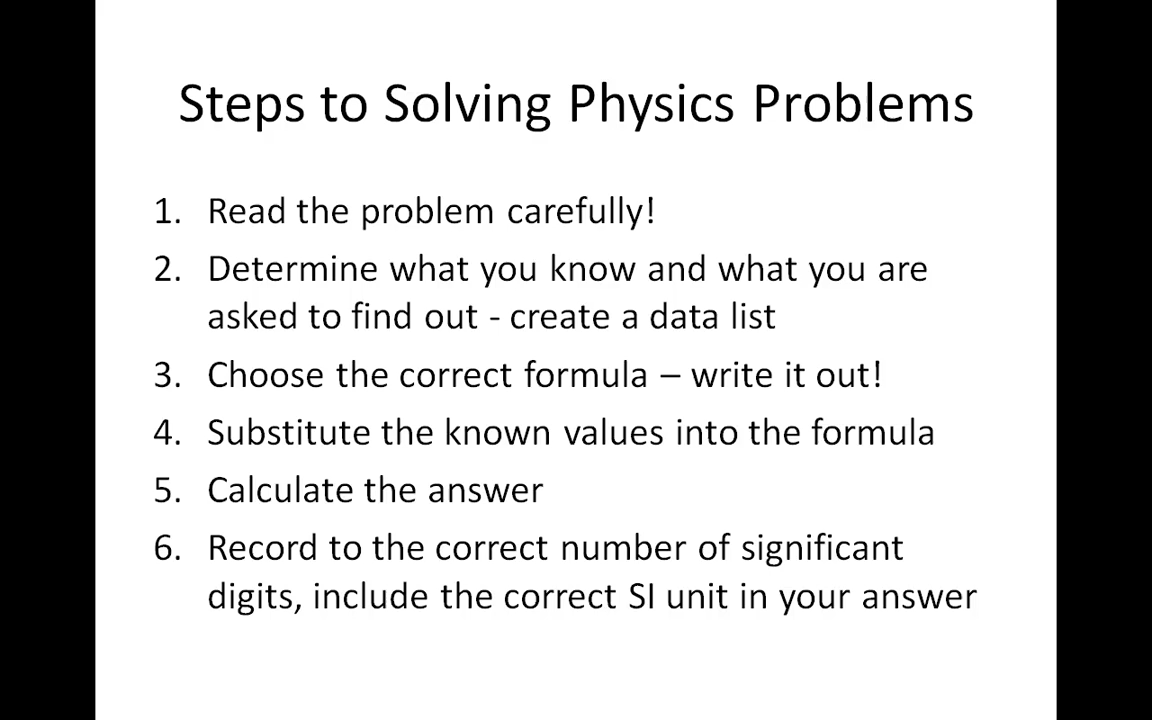 Steps to Solving Physics Problems
1. Read the problem carefully!
2. Determine what you know and what you are
asked to find out - create a data list
3. Choose the correct formula – write it out!
4. Substitute the known values into the formula
5. Calculate the answer
6. Record to the correct number of significant
digits, include the correct SI unit in your answer